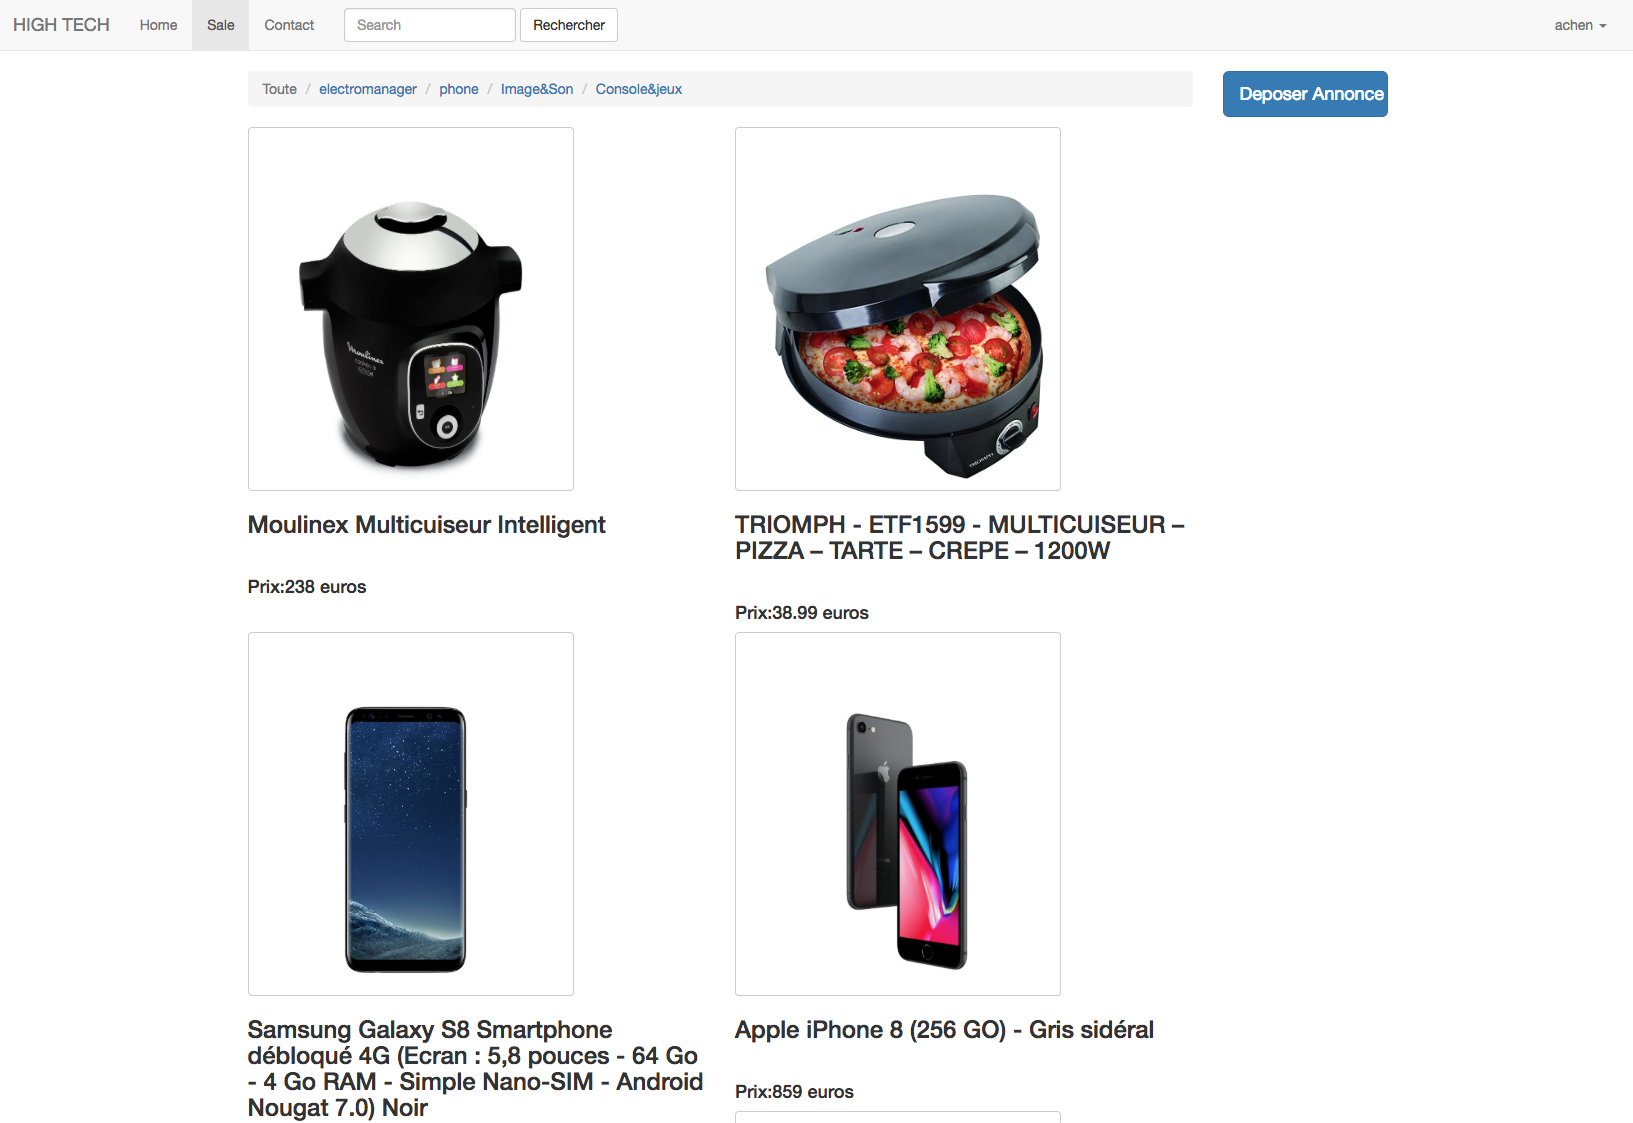 HIGH TECH Home Sale Contact Search Rechercher achen
Toute / electromanager / phone / Image&Son / Console&jeux
Deposer Annonce
Moulinex
Moulinex Multicuiseur Intelligent
Prix:238 euros
TRIOMPH - ETF1599 - MULTICUISEUR –
PIZZA – TARTE – CREPE – 1200W
Prix:38.99 euros
Samsung Galaxy S8 Smartphone
débloqué 4G (Ecran : 5,8 pouces - 64 Go
- 4 Go RAM - Simple Nano-SIM - Android
Nougat 7.0) Noir
Apple iPhone 8 (256 GO) - Gris sidéral
Prix:859 euros